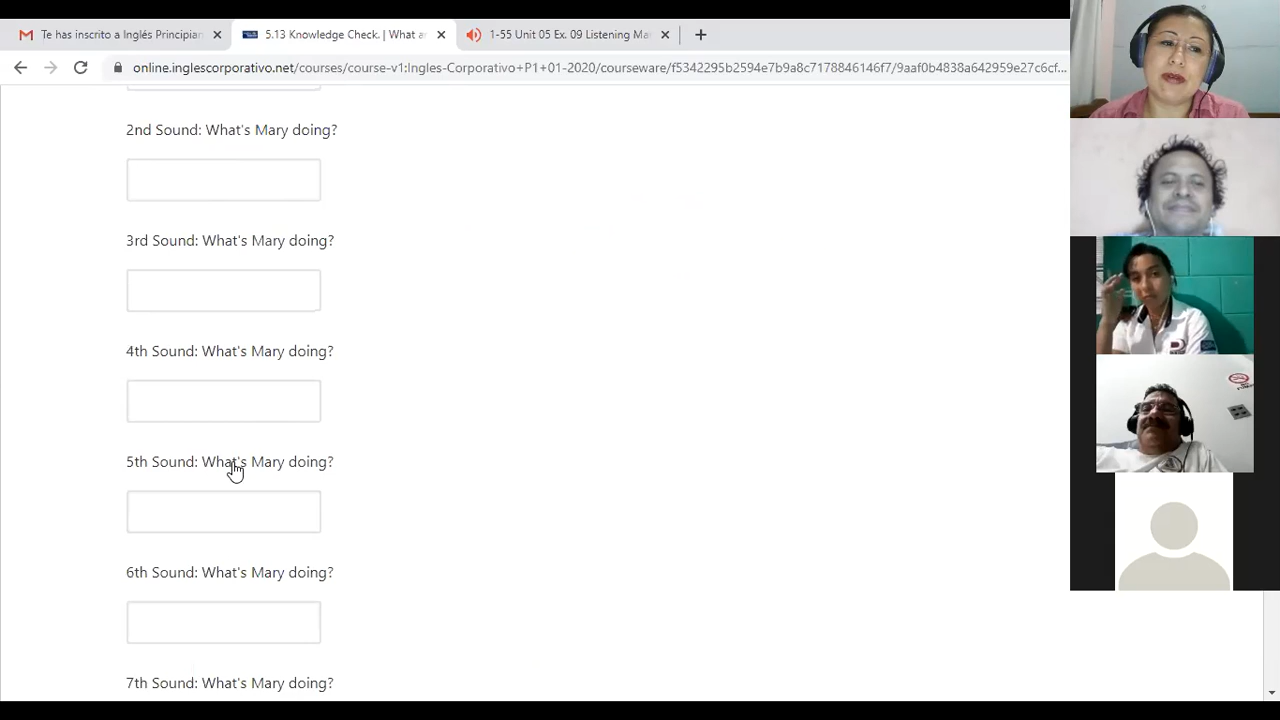 Te has inscrito a Inglés Principian
5.13 Knowledge Check. | What a
1-55 Unit 05 Ex. 09 Listening Ma
online.inglescorporativo.net/courses/course-v1:Ingles-Corporativo+P1+01-2020/courseware/f5342295b2594e7b9a8c7178846146f7/9aaf0b4838a642959e27c6cf...
2nd Sound: What's Mary doing?
3rd Sound: What's Mary doing?
4th Sound: What's Mary doing?
5th Sound: What's Mary doing?
6th Sound: What's Mary doing?
7th Sound: What's Mary doing?